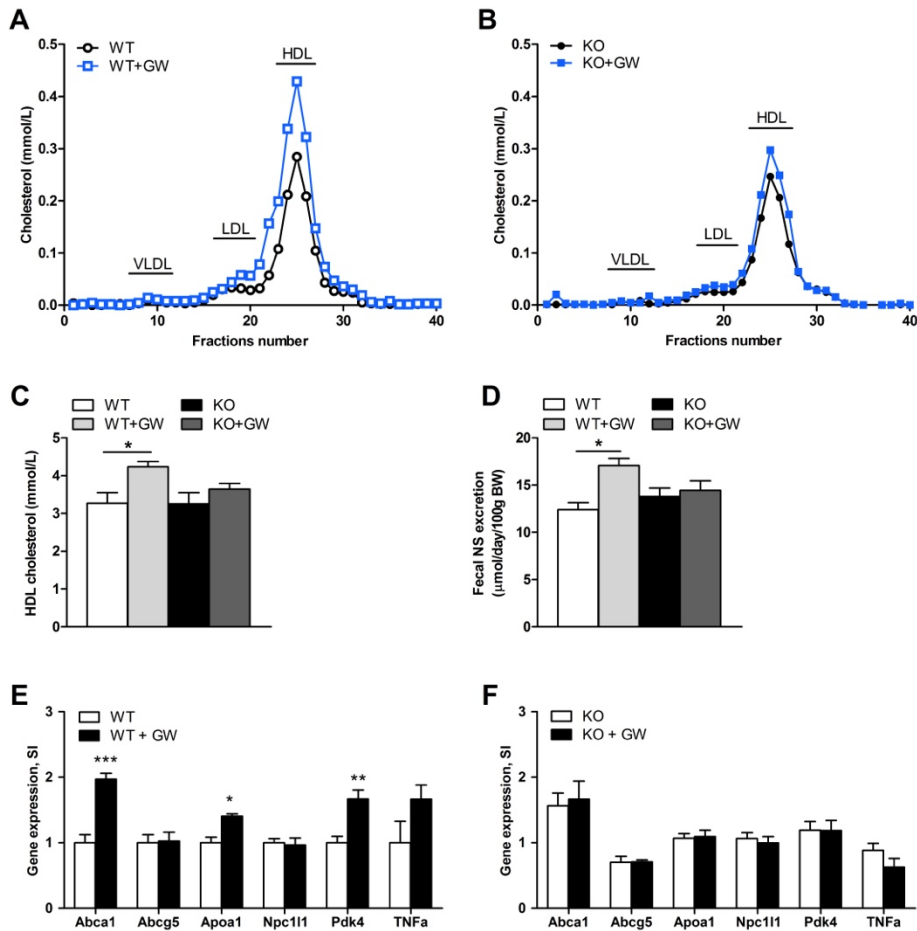 A
WT
WT+GW
HDL
LDL
VLDL
Cholesterol (mmol/L)
0.5
0.4
0.3
0.2
0.1
0.0
0 10 20 30 40
Fractions number
B
KO
KO+GW
HDL
LDL
VLDL
Cholesterol (mmol/L)
0.5
0.4
0.3
0.2
0.1
0.0
0 10 20 30 40
Fractions number
C
WT KO
WT+GW KO+GW
*
HDL cholesterol (mmol/L)
5
4
3
2
1
0
D
WT KO
WT+GW KO+GW
*
Fecal NS excretion
(μmol/day/100g BW)
20
15
10
5
0
E
WT
WT + GW
*** * **
Gene expression, SI
3
2
1
0
Abca1 Abcg5 Apoa1 Npc1l1 Pdk4 TNFa
F
KO
KO + GW
Gene expression, SI
3
2
1
0
Abca1 Abcg5 Apoa1 Npc1l1 Pdk4 TNFa